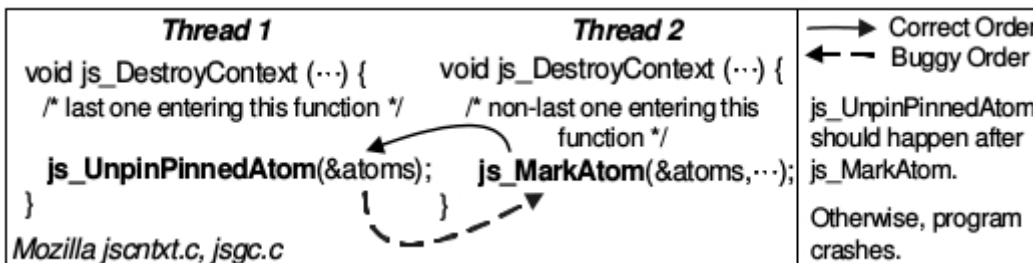 Thread 1
void js_DestroyContext (⋯) {
/* last one entering this function */
js_UnpinPinnedAtom(&atoms);
}
Mozilla jscntxt.c, jsgc.c
Thread 2
void js_DestroyContext (⋯) {
/* non-last one entering this
function */
js_MarkAtom(&atoms,⋯);
}
Correct Order
Buggy Order
js_UnpinPinnedAtom
should happen after
js_MarkAtom.
Otherwise, program
crashes.